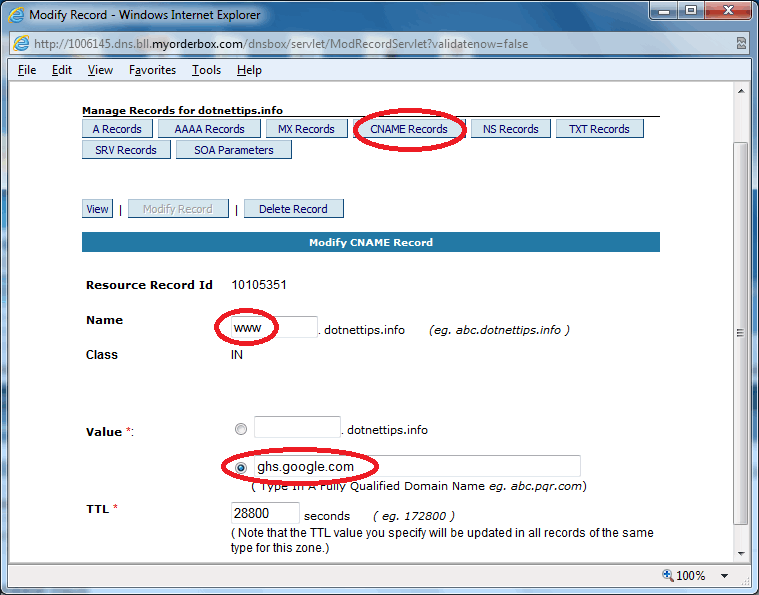 Modify Record - Windows Internet Explorer
http://1006145.dns.bll.myorderbox.com/dnsbox/servlet/ModRecordServlet?validatenow=false
File Edit View Favorites Tools Help
Manage Records for dotnettips.info
A Records AAAA Records MX Records CNAME Records NS Records TXT Records
SRV Records SOA Parameters
View | Modify Record | Delete Record
Modify CNAME Record
Resource Record Id 10105351
Name www . dotnettips.info (eg. abc.dotnettips.info )
Class IN
Value *: . dotnettips.info
ghs.google.com
( Type In A Fully Qualified Domain Name eg. abc.pqr.com)
TTL * 28800 seconds ( eg. 172800 )
( Note that the TTL value you specify will be updated in all records of the same
type for this zone.)
100%